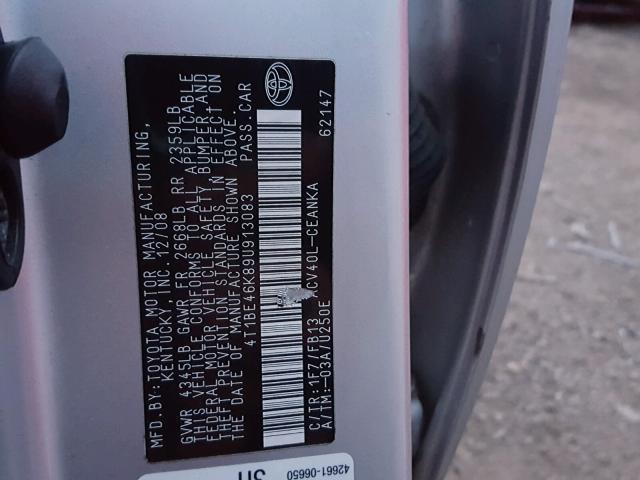 MFD.BY:TOYOTA MOTOR MANUFACTURING,
KENTUCKY, INC. 12/08
GVWR 4345LB GAWR FR 2668LB RR 2359LB
THIS VEHICLE CONFORMS TO ALL APPLICABLE
FEDERAL MOTOR VEHICLE SAFETY, BUMPER, AND
THEFT PREVENTION STANDARDS IN EFFECT ON
THE DATE OF MANUFACTURE SHOWN ABOVE.
4T1BE46K89U913083 PASS.CAR
C/TR:1F7/FB13 ACV40L-CEANKA 62147
A/TM:-03A/U250E
42661-06650